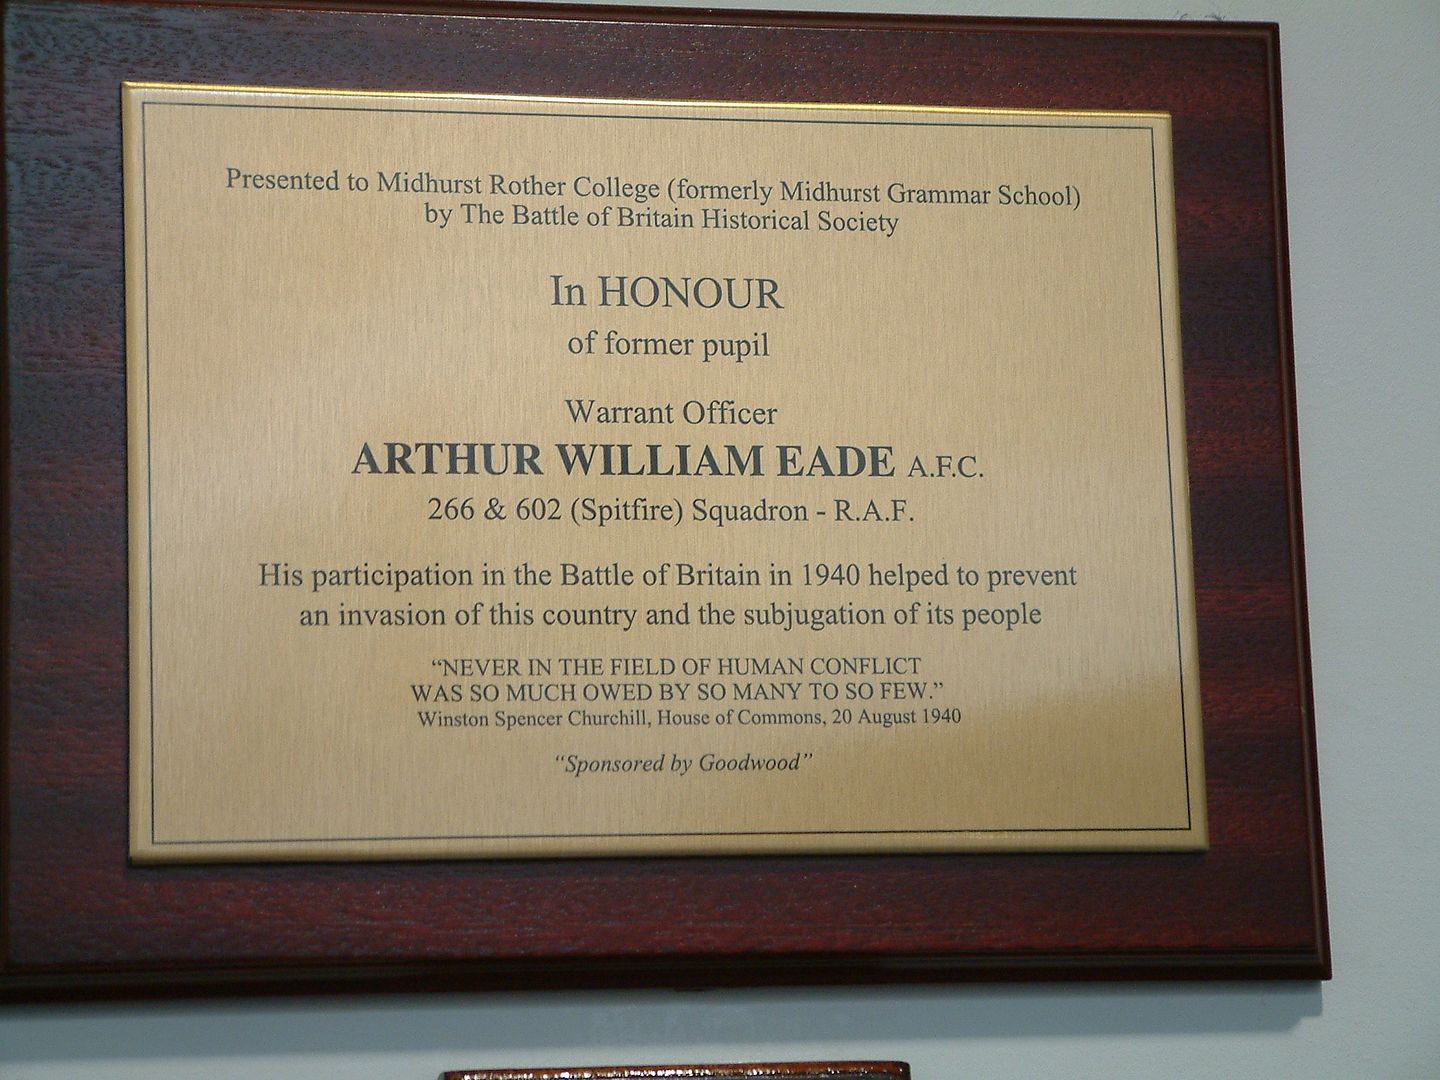 Presented to Midhurst Rother College (formerly Midhurst Grammar School)
by The Battle of Britain Historical Society
In HONOUR
of former pupil
Warrant Officer
ARTHUR WILLIAM EADE A.F.C.
266 & 602 (Spitfire) Squadron - R.A.F.
His participation in the Battle of Britain in 1940 helped to prevent
an invasion of this country and the subjugation of its people
“NEVER IN THE FIELD OF HUMAN CONFLICT
WAS SO MUCH OWED BY SO MANY TO SO FEW.”
Winston Spencer Churchill, House of Commons, 20 August 1940
“Sponsored by Goodwood”